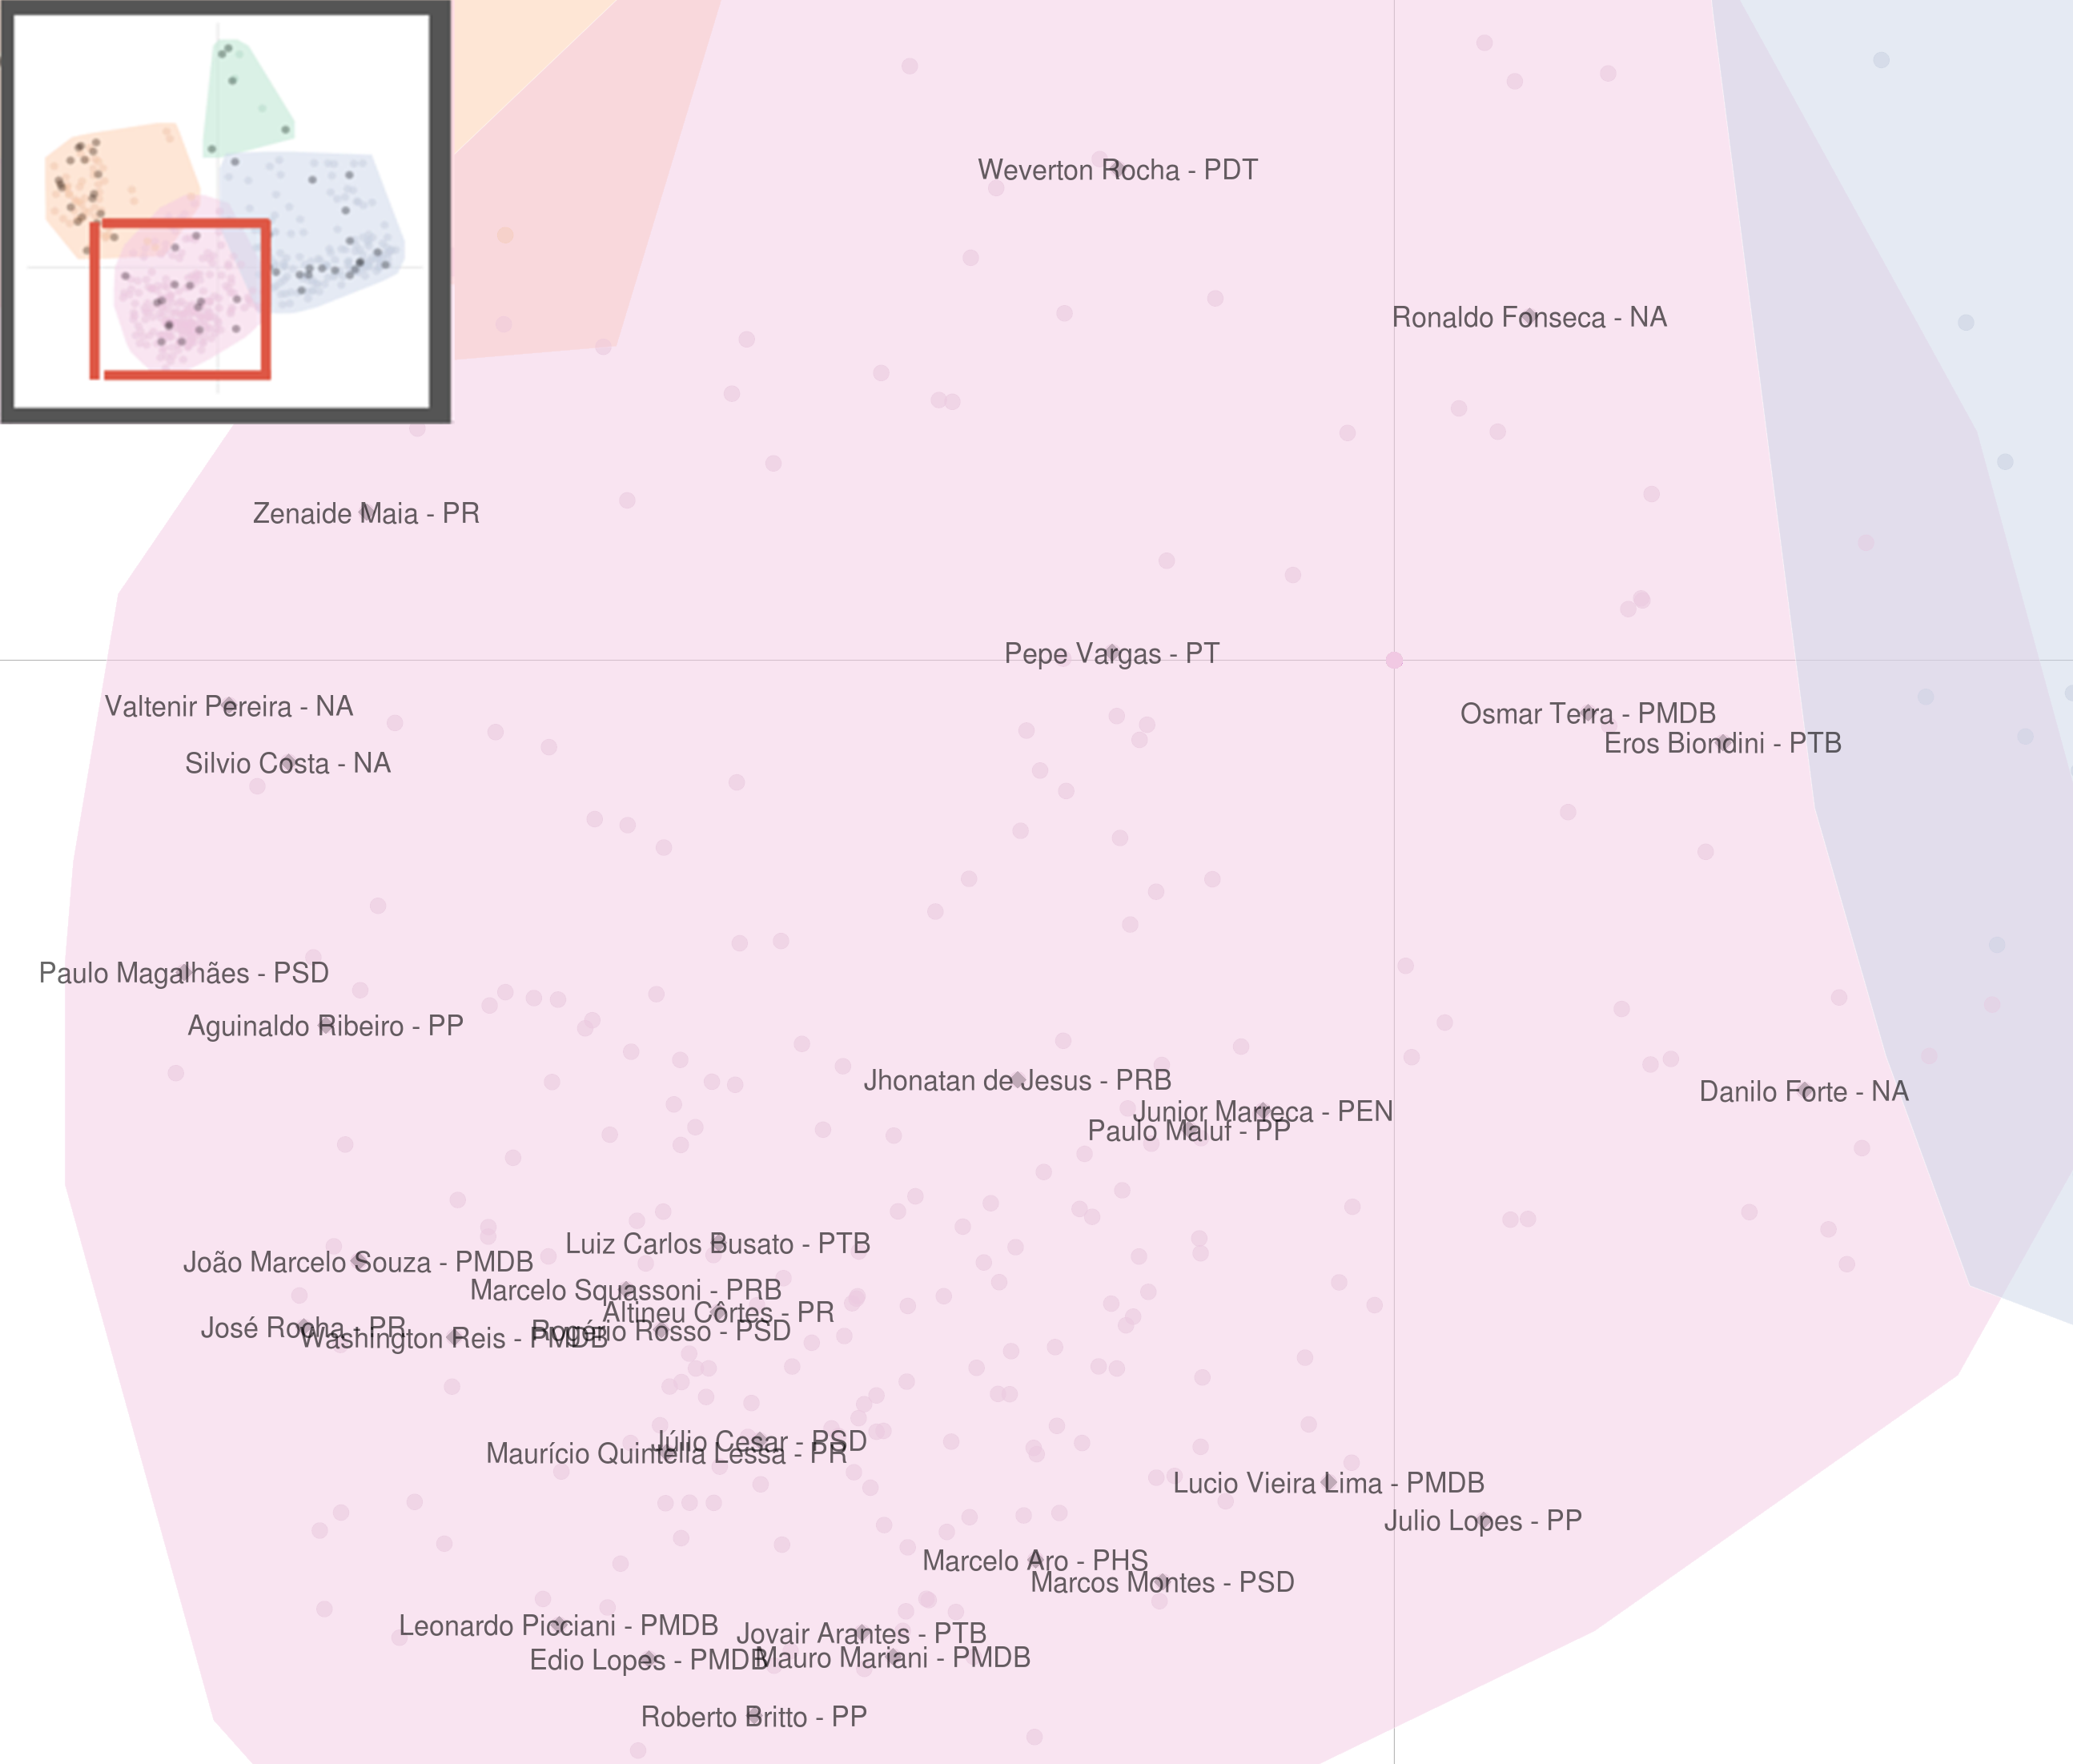 Weverton Rocha - PDT
Ronaldo Fonseca - NA
Zenaide Maia - PR
Pepe Vargas - PT
Valtenir Pereira - NA
Osmar Terra - PMDB
Eros Biondini - PTB
Silvio Costa - NA
Paulo Magalhães - PSD
Aguinaldo Ribeiro - PP
Jhonatan de Jesus - PRB
Danilo Forte - NA
Junior Marreca - PEN
Paulo Maluf - PP
Luiz Carlos Busato - PTB
João Marcelo Souza - PMDB
Marcelo Squassoni - PRB
Altineu Côrtes - PR
José Rocha - PR
Rogério Rosso - PSD
Washington Reis - PMDB
Júlio Cesar - PSD
Maurício Quintella Lessa - PR
Lucio Vieira Lima - PMDB
Julio Lopes - PP
Marcelo Aro - PHS
Marcos Montes - PSD
Leonardo Picciani - PMDB
Jovair Arantes - PTB
Mauro Mariani - PMDB
Edio Lopes - PMDB
Roberto Britto - PP